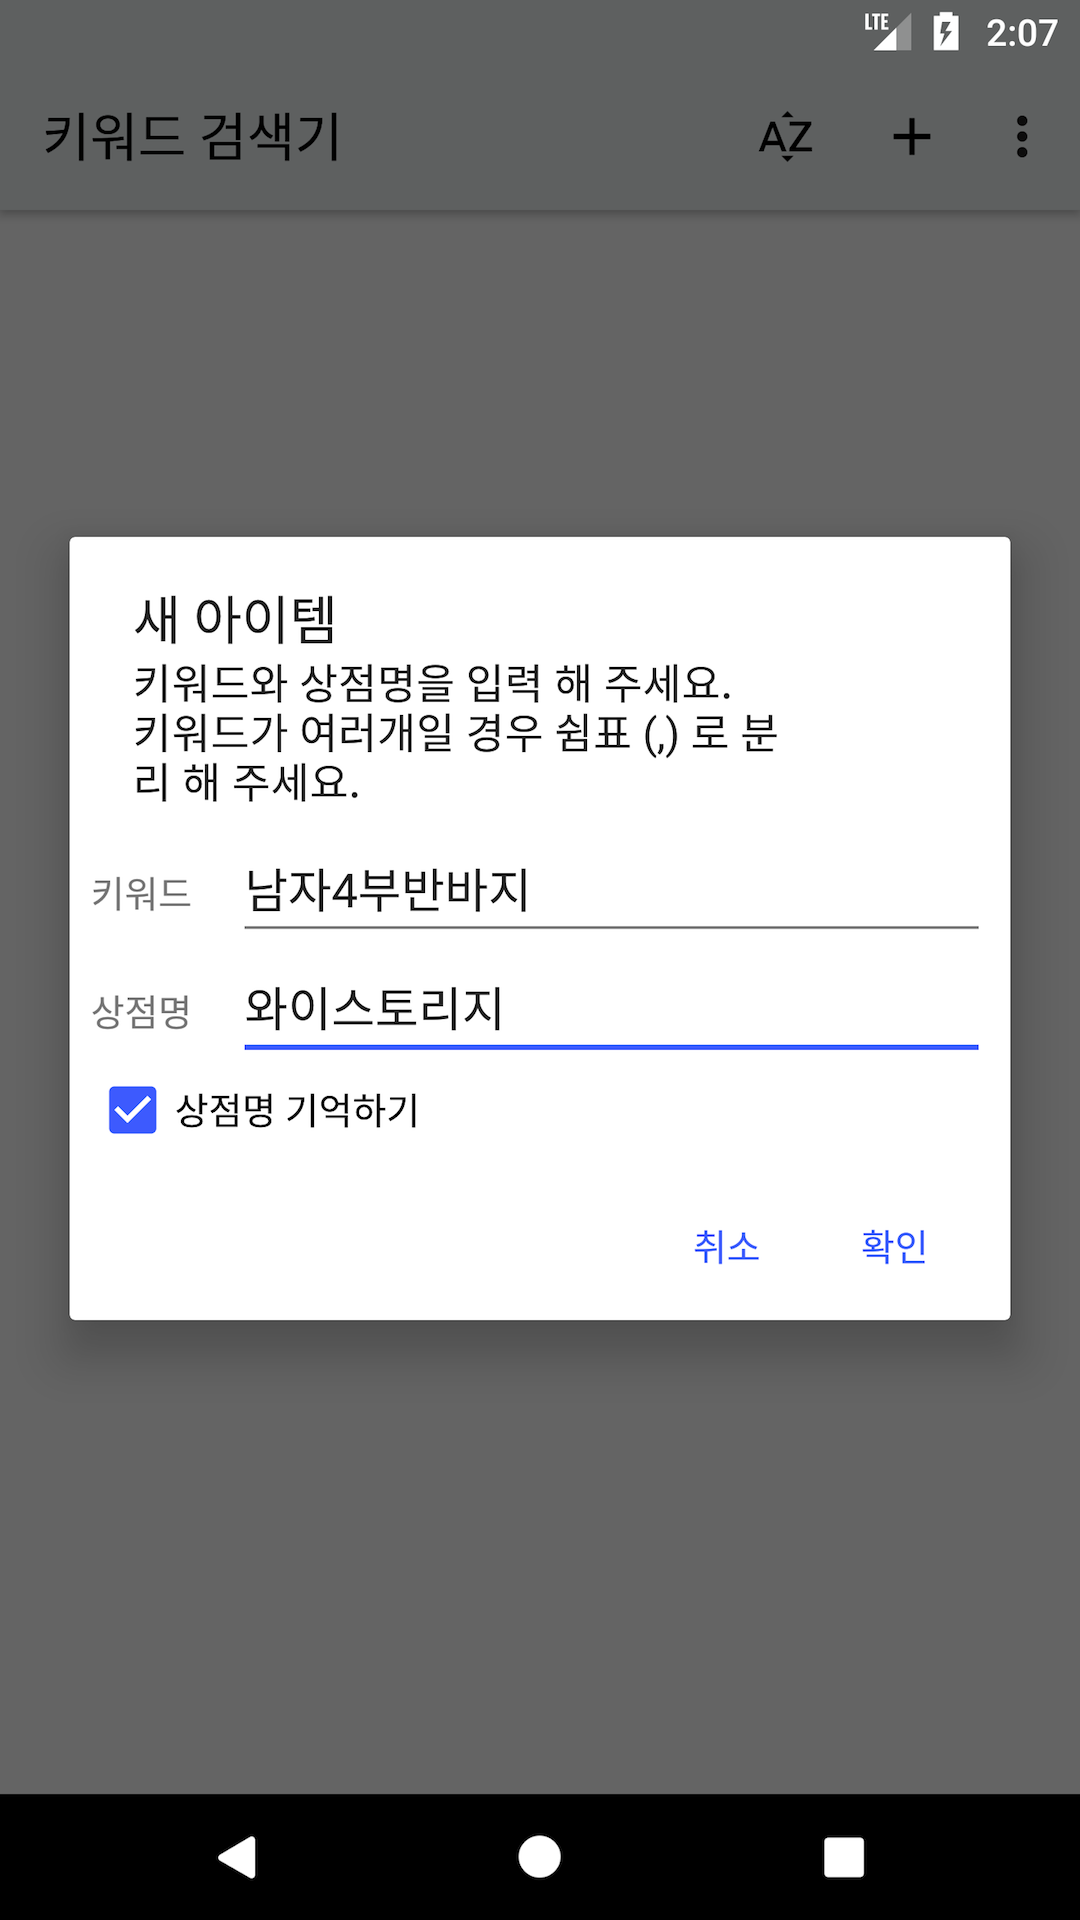 LTE 2:07
키워드 검색기 AZ
새 아이템
키워드와 상점명을 입력 해 주세요.
키워드가 여러개일 경우 쉼표 (,) 로 분
리 해 주세요.
키워드 남자4부반바지
상점명 와이스토리지
상점명 기억하기
취소 확인